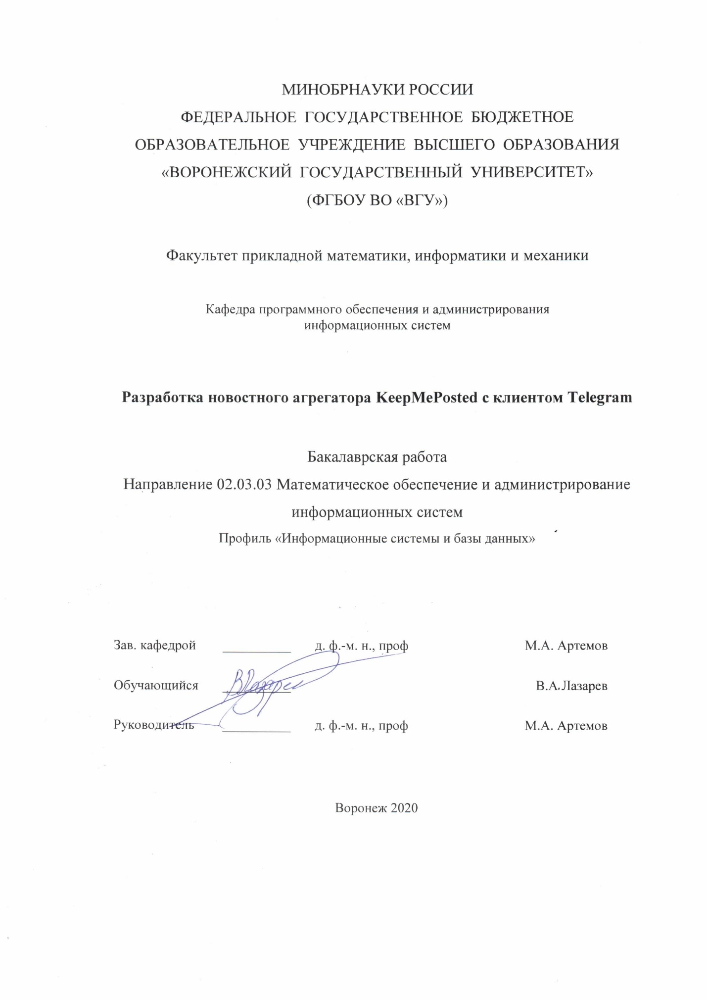 МИНОБРНАУКИ РОССИИ
ФЕДЕРАЛЬНОЕ ГОСУДАРСТВЕННОЕ БЮДЖЕТНОЕ
ОБРАЗОВАТЕЛЬНОЕ УЧРЕЖДЕНИЕ ВЫСШЕГО ОБРАЗОВАНИЯ
«ВОРОНЕЖСКИЙ ГОСУДАРСТВЕННЫЙ УНИВЕРСИТЕТ»
(ФГБОУ ВО «ВГУ»)
Факультет прикладной математики, информатики и механики
Кафедра программного обеспечения и администрирования
информационных систем
Разработка новостного агрегатора KeepMePosted с клиентом Telegram
Бакалаврская работа
Направление 02.03.03 Математическое обеспечение и администрирование
информационных систем
Профиль «Информационные системы и базы данных»
Зав. кафедрой __________ д. ф.-м. н., проф М.А. Артемов
Обучающийся ВЛазарев В.А.Лазарев
Руководитель __________ д. ф.-м. н., проф М.А. Артемов
Воронеж 2020